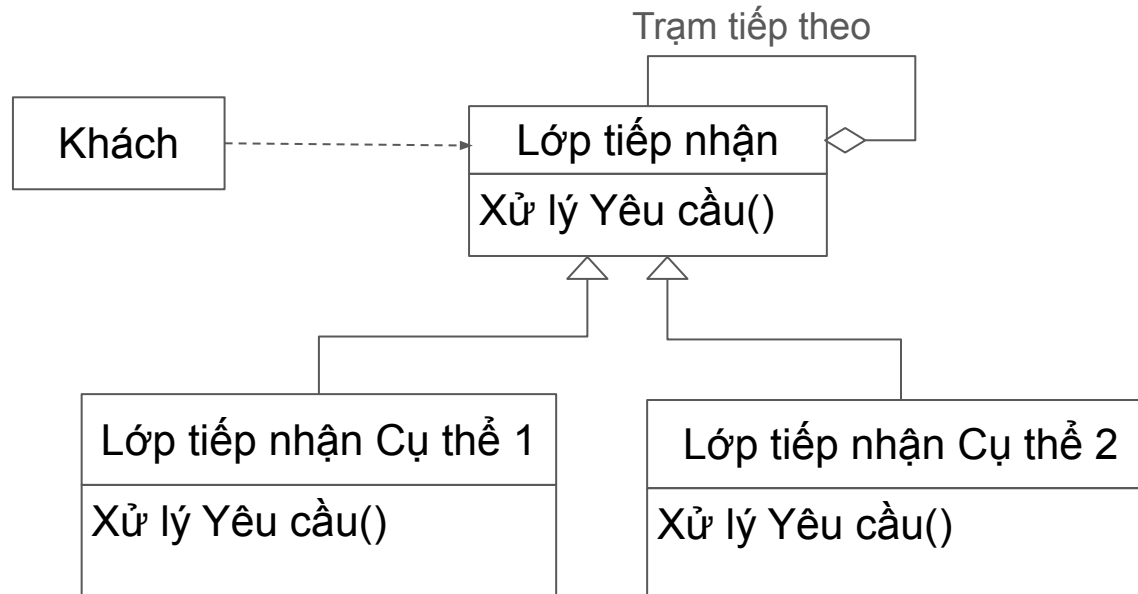 Trạm tiếp theo
Khách
Lớp tiếp nhận
Xử lý Yêu cầu()
Lớp tiếp nhận Cụ thể 1
Xử lý Yêu cầu()
Lớp tiếp nhận Cụ thể 2
Xử lý Yêu cầu()